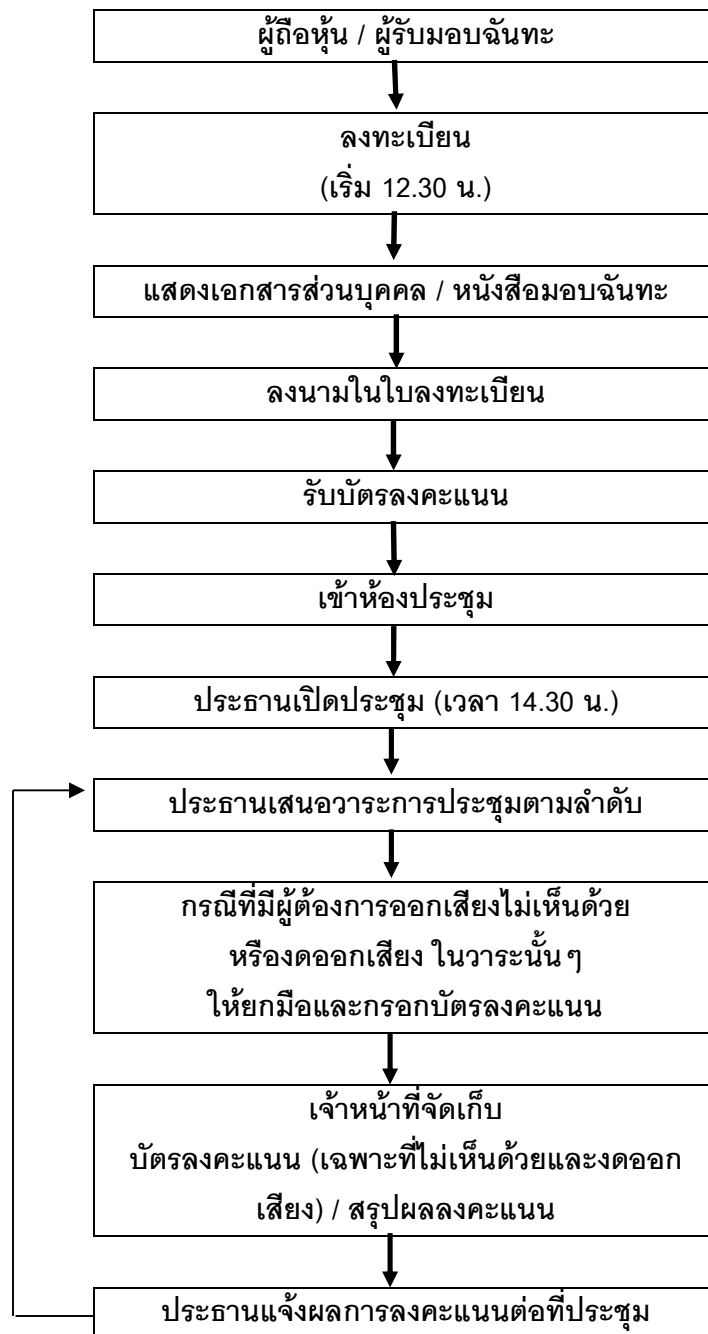 ผู้ถือหุ้น / ผู้รับมอบฉันทะ
ลงทะเบียน
(เริ่ม 12.30 น.)
แสดงเอกสารส่วนบุคคล / หนังสือมอบฉันทะ
ลงนามในใบลงทะเบียน
รับบัตรลงคะแนน
เข้าห้องประชุม
ประธานเปิดประชุม (เวลา 14.30 น.)
ประธานเสนอวาระการประชุมตามลำดับ
กรณีที่มีผู้ต้องการออกเสียงไม่เห็นด้วย
หรืองดออกเสียง ในวาระนั้นๆ
ให้ยกมือและกรอกบัตรลงคะแนน
เจ้าหน้าที่จัดเก็บ
บัตรลงคะแนน (เฉพาะที่ไม่เห็นด้วยและงดออก
เสียง) / สรุปผลลงคะแนน
ประธานแจ้งผลการลงคะแนนต่อที่ประชุม